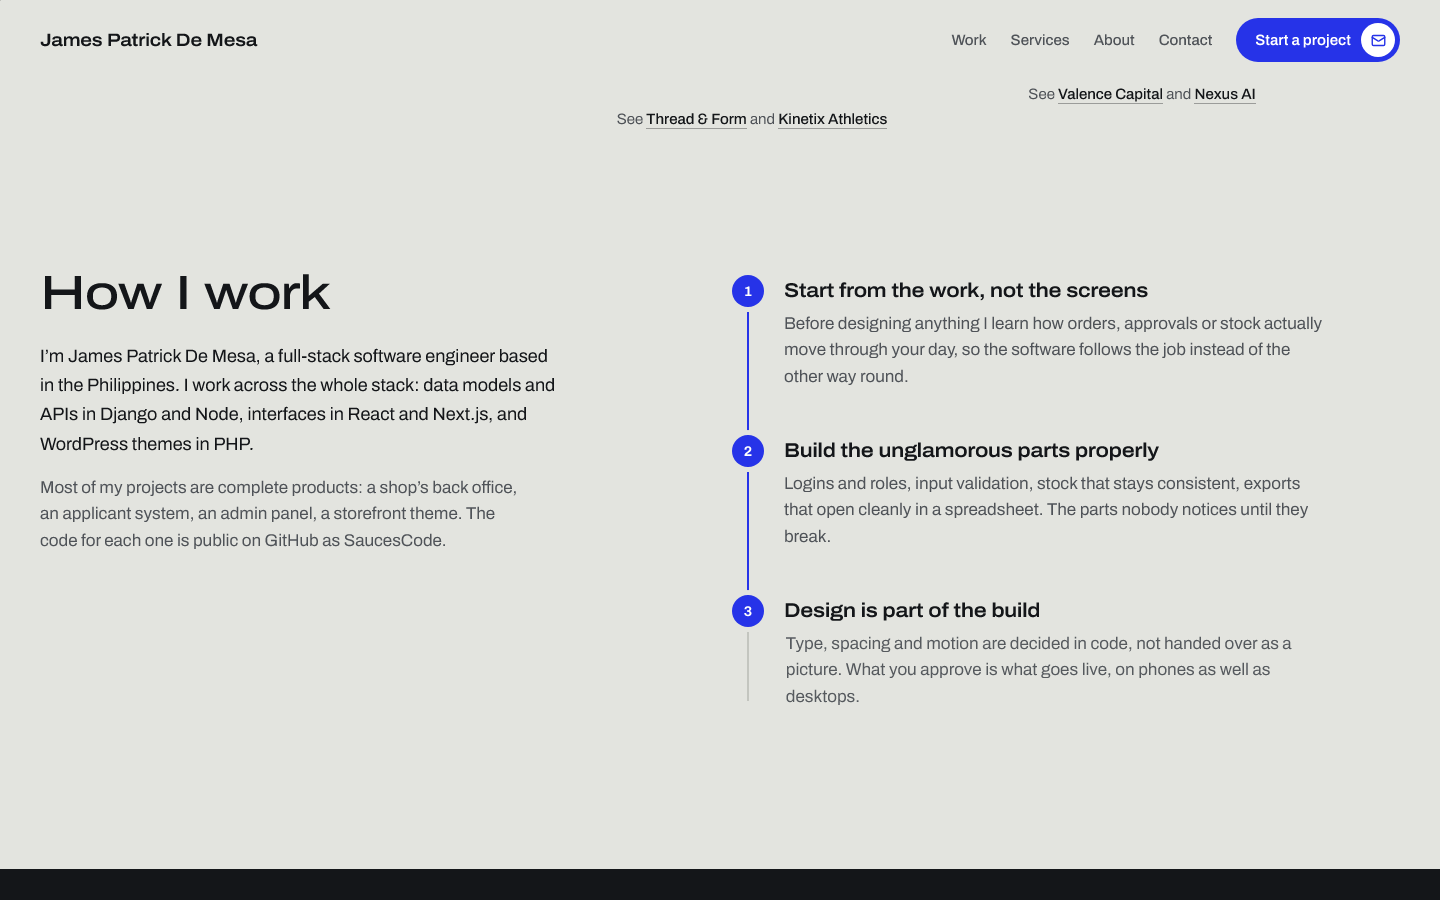 James Patrick De Mesa
Work Services About Contact Start a project
See Valence Capital and Nexus AI
See Thread & Form and Kinetix Athletics
How I work
I’m James Patrick De Mesa, a full-stack software engineer based
in the Philippines. I work across the whole stack: data models and
APIs in Django and Node, interfaces in React and Next.js, and
WordPress themes in PHP.
Most of my projects are complete products: a shop’s back office,
an applicant system, an admin panel, a storefront theme. The
code for each one is public on GitHub as SaucesCode.
1
Start from the work, not the screens
Before designing anything I learn how orders, approvals or stock actually
move through your day, so the software follows the job instead of the
other way round.
2
Build the unglamorous parts properly
Logins and roles, input validation, stock that stays consistent, exports
that open cleanly in a spreadsheet. The parts nobody notices until they
break.
3
Design is part of the build
Type, spacing and motion are decided in code, not handed over as a
picture. What you approve is what goes live, on phones as well as
desktops.